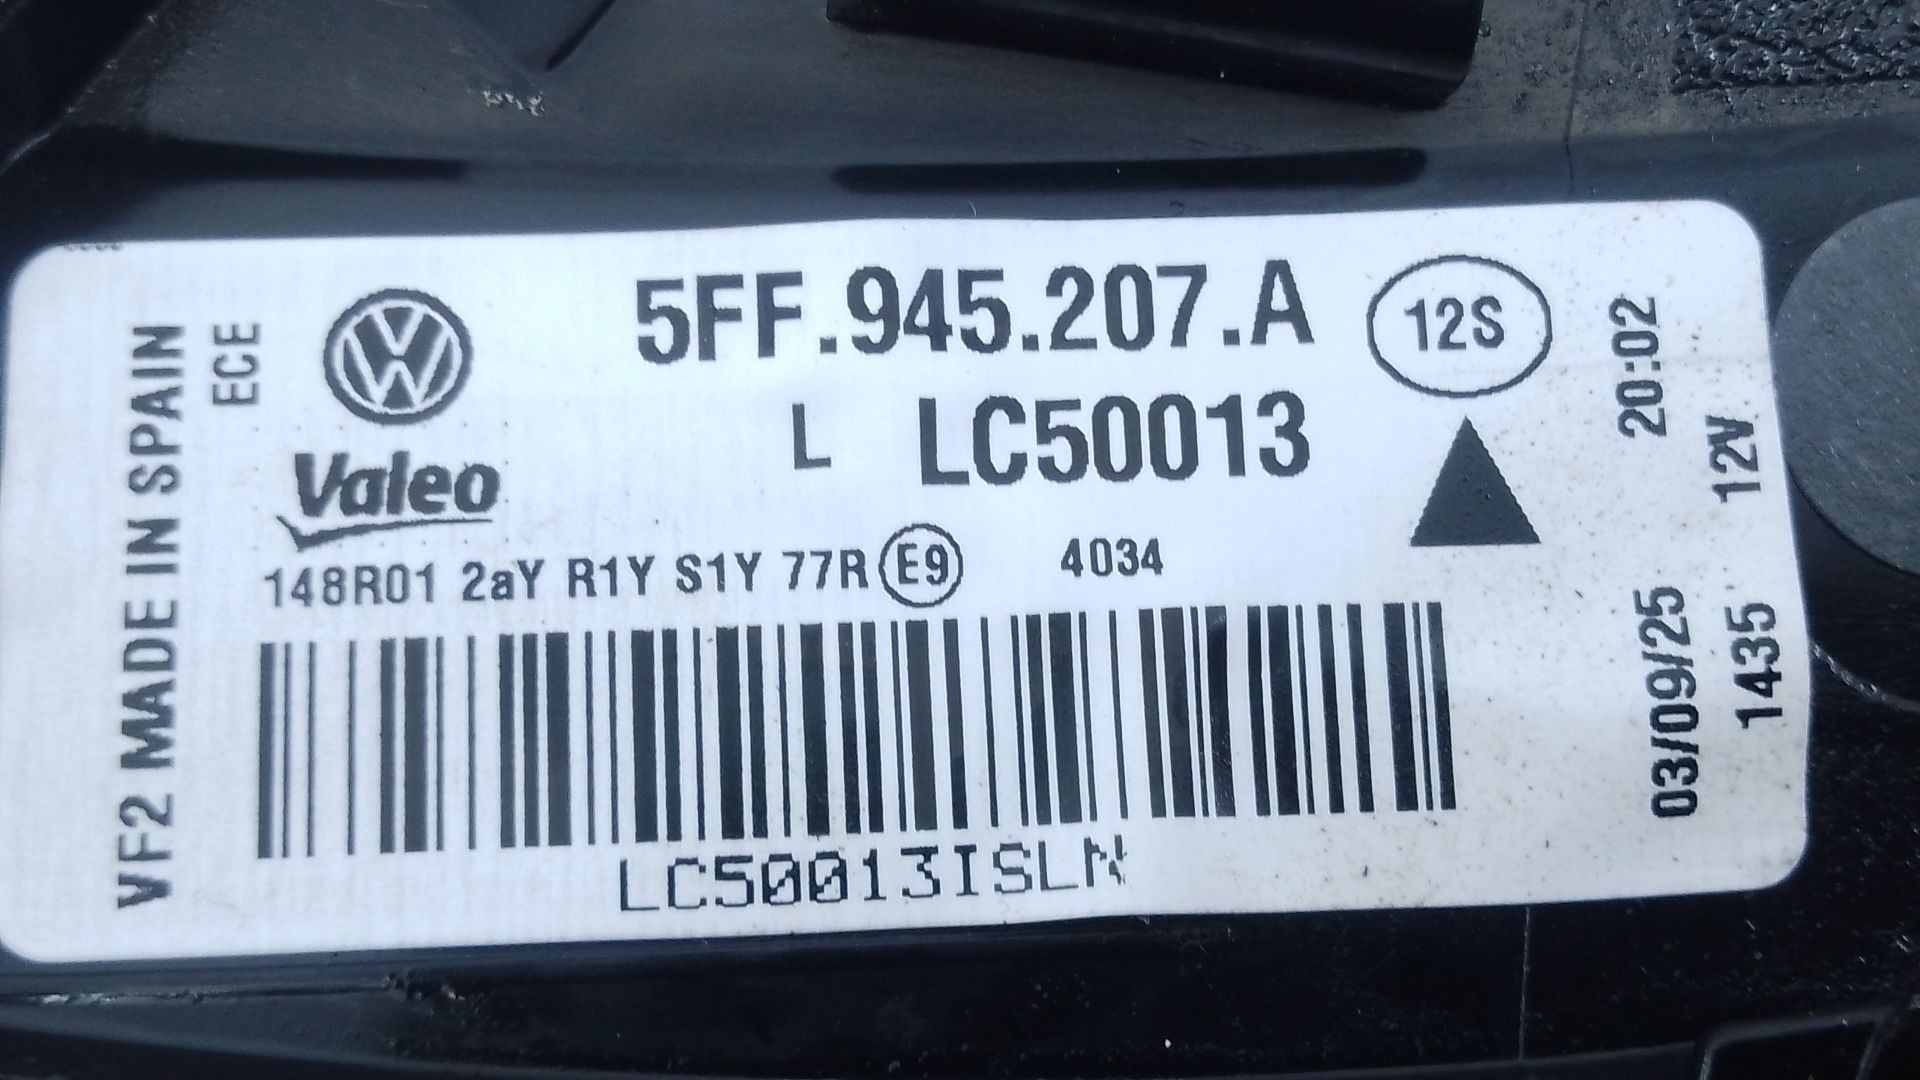 5FF.945.207.A
12S
L LC50013
Valeo
148R01 2aY R1Y S1Y 77R E9 4034
LC50013ISLN
VF2 MADE IN SPAIN
ECE
03/09/25 20:02
1435 12V